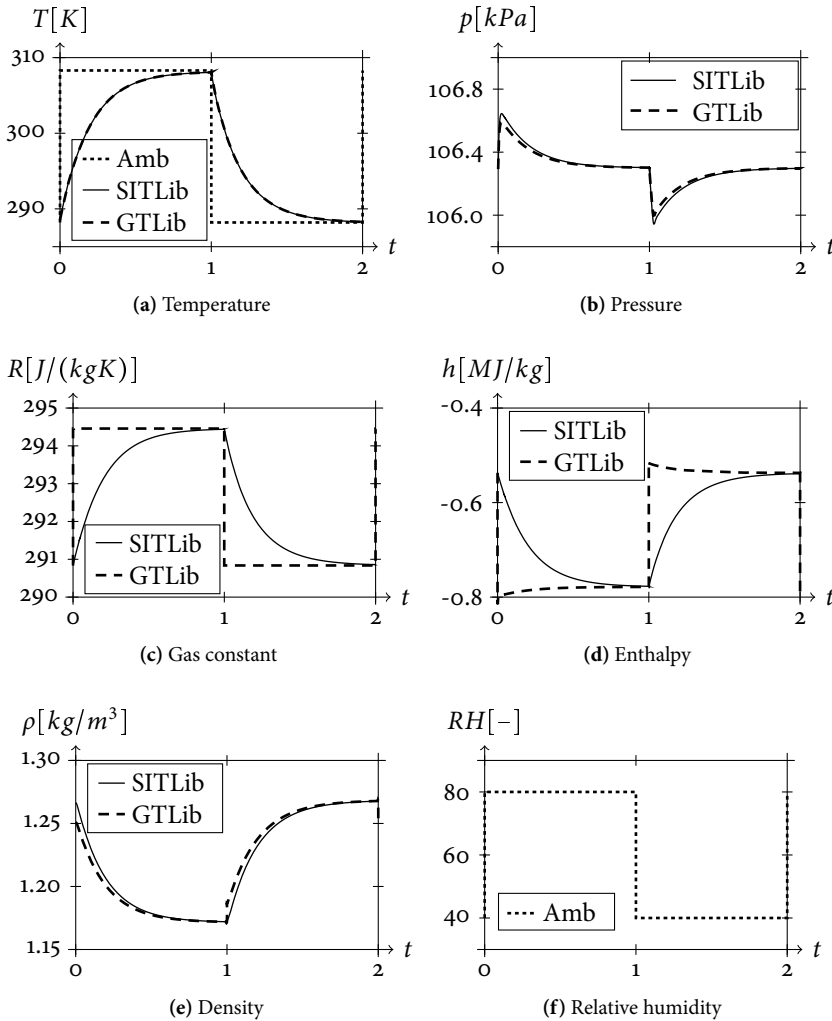 T[K]
310
300
290
Amb
SITLib
GTLib
0 1 2 t
(a) Temperature
p[kPa]
106.8
106.4
106.0
SITLib
GTLib
0 1 2 t
(b) Pressure
R[J/(kgK)]
295
294
293
292
291
290
SITLib
GTLib
0 1 2 t
(c) Gas constant
h[MJ/kg]
-0.4
-0.6
-0.8
SITLib
GTLib
0 1 2 t
(d) Enthalpy
ρ[kg/m³]
1.30
1.25
1.20
1.15
SITLib
GTLib
0 1 2 t
(e) Density
RH[−]
80
60
40
Amb
0 1 2 t
(f) Relative humidity